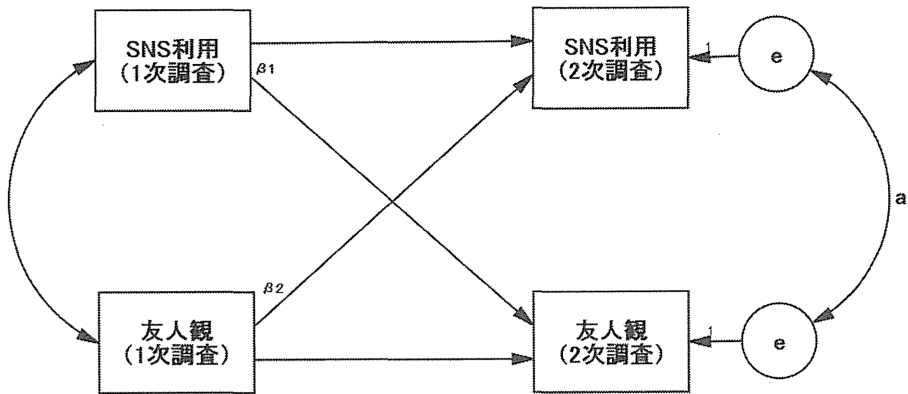 SNS利用
(1次調査)
SNS利用
(2次調査)
1
e
β1
a
β2
友人観
(1次調査)
友人観
(2次調査)
1
e